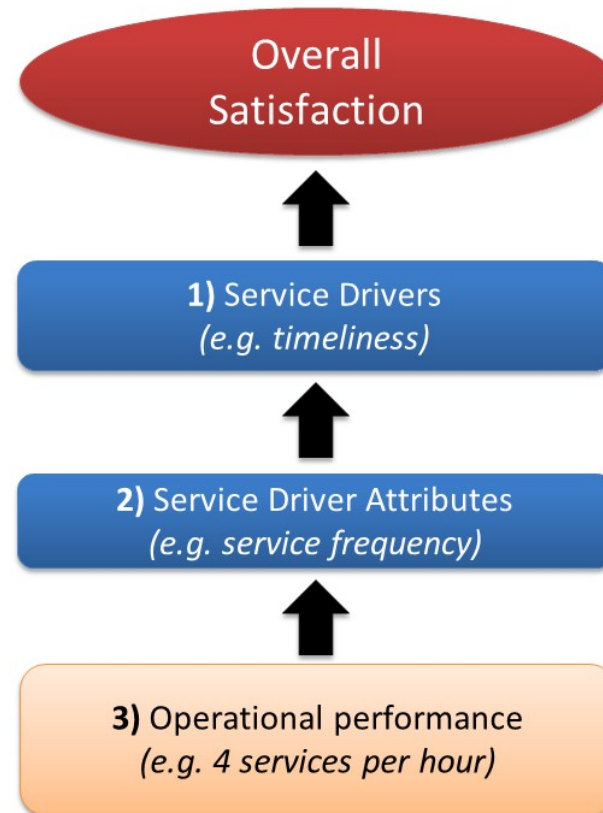 Overall
Satisfaction
1) Service Drivers
(e.g. timeliness)
2) Service Driver Attributes
(e.g. service frequency)
3) Operational performance
(e.g. 4 services per hour)